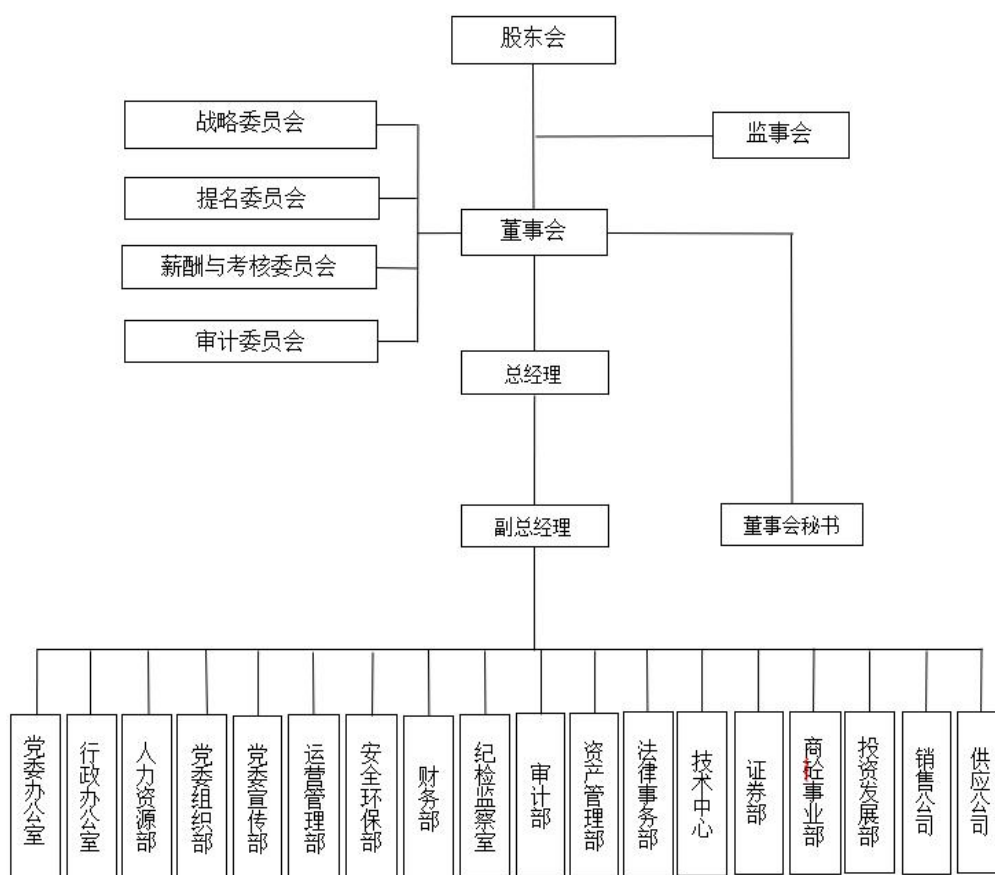 股东会
战略委员会
监事会
提名委员会
董事会
薪酬与考核委员会
审计委员会
总经理
副总经理
董事会秘书
党委办公室
行政办公室
人力资源部
党委组织部
党委宣传部
运营管理部
安全环保部
财务部
纪检监察室
审计部
资产管理部
法律事务部
技术中心
证券部
商砼事业部
投资发展部
销售公司
供应公司